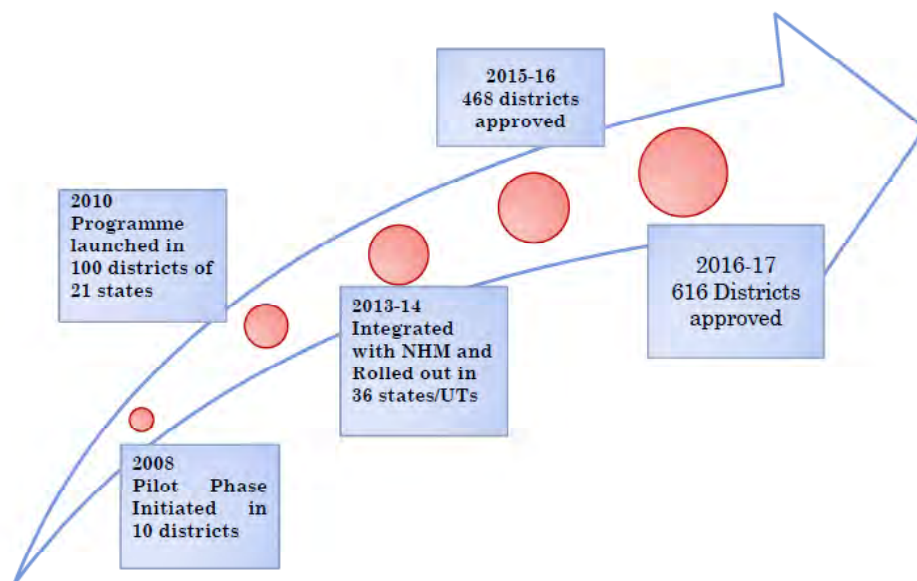 2008
Pilot Phase
Initiated in
10 districts
2010
Programme
launched in
100 districts of
21 states
2013-14
Integrated
with NHM and
Rolled out in
36 states/UTs
2015-16
468 districts
approved
2016-17
616 Districts
approved